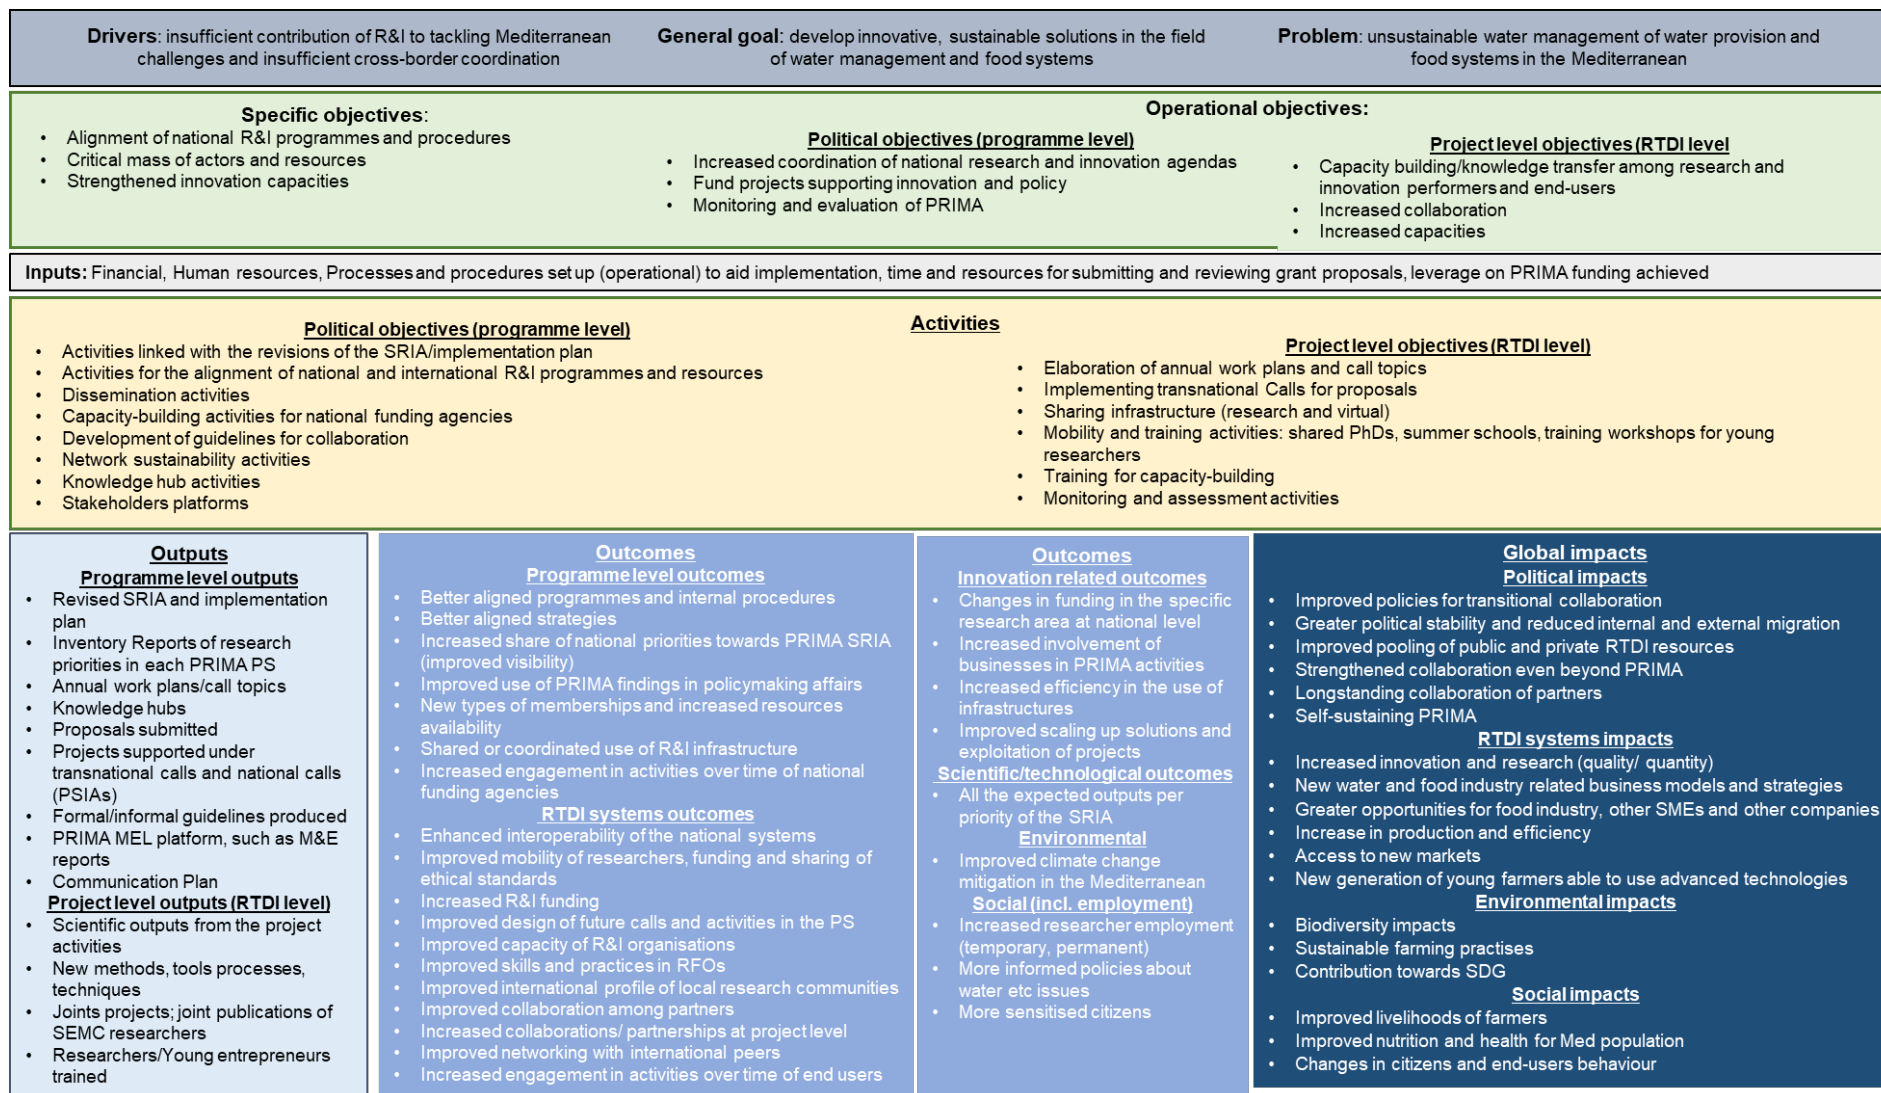 Drivers: insufficient contribution of R&I to tackling Mediterranean
challenges and insufficient cross-border coordination
General goal: develop innovative, sustainable solutions in the field
of water management and food systems
Problem: unsustainable water management of water provision and
food systems in the Mediterranean
Specific objectives:
• Alignment of national R&I programmes and procedures
• Critical mass of actors and resources
• Strengthened innovation capacities
Operational objectives:
Political objectives (programme level)
• Increased coordination of national research and innovation agendas
• Fund projects supporting innovation and policy
• Monitoring and evaluation of PRIMA
Project level objectives (RTDI level
• Capacity building/knowledge transfer among research and
innovation performers and end-users
• Increased collaboration
• Increased capacities
Inputs: Financial, Human resources, Processes and procedures set up (operational) to aid implementation, time and resources for submitting and reviewing grant proposals, leverage on PRIMA funding achieved
Activities
Political objectives (programme level)
• Activities linked with the revisions of the SRIA/implementation plan
• Activities for the alignment of national and international R&I programmes and resources
• Dissemination activities
• Capacity-building activities for national funding agencies
• Development of guidelines for collaboration
• Network sustainability activities
• Knowledge hub activities
• Stakeholders platforms
Project level objectives (RTDI level)
• Elaboration of annual work plans and call topics
• Implementing transnational Calls for proposals
• Sharing infrastructure (research and virtual)
• Mobility and training activities: shared PhDs, summer schools, training workshops for young
researchers
• Training for capacity-building
• Monitoring and assessment activities
Outputs
Programme level outputs
• Revised SRIA and implementation
plan
• Inventory Reports of research
priorities in each PRIMA PS
• Annual work plans/call topics
• Knowledge hubs
• Proposals submitted
• Projects supported under
transnational calls and national calls
(PSIAs)
• Formal/informal guidelines produced
• PRIMA MEL platform, such as M&E
reports
• Communication Plan
Project level outputs (RTDI level)
• Scientific outputs from the project
activities
• New methods, tools processes,
techniques
• Joints projects; joint publications of
SEMC researchers
• Researchers/Young entrepreneurs
trained
Outcomes
Programme level outcomes
• Better aligned programmes and internal procedures
• Better aligned strategies
• Increased share of national priorities towards PRIMA SRIA
(improved visibility)
• Improved use of PRIMA findings in policymaking affairs
• New types of memberships and increased resources
availability
• Shared or coordinated use of R&I infrastructure
• Increased engagement in activities over time of national
funding agencies
RTDI systems outcomes
• Enhanced interoperability of the national systems
• Improved mobility of researchers, funding and sharing of
ethical standards
• Increased R&I funding
• Improved design of future calls and activities in the PS
• Improved capacity of R&I organisations
• Improved skills and practices in RFOs
• Improved international profile of local research communities
• Improved collaboration among partners
• Increased collaborations/ partnerships at project level
• Improved networking with international peers
• Increased engagement in activities over time of end users
Outcomes
Innovation related outcomes
• Changes in funding in the specific
research area at national level
• Increased involvement of
businesses in PRIMA activities
• Increased efficiency in the use of
infrastructures
• Improved scaling up solutions and
exploitation of projects
Scientific/technological outcomes
• All the expected outputs per
priority of the SRIA
Environmental
• Improved climate change
mitigation in the Mediterranean
Social (incl. employment)
• Increased researcher employment
(temporary, permanent)
• More informed policies about
water etc issues
• More sensitised citizens
Global impacts
Political impacts
• Improved policies for transitional collaboration
• Greater political stability and reduced internal and external migration
• Improved pooling of public and private RTDI resources
• Strengthened collaboration even beyond PRIMA
• Longstanding collaboration of partners
• Self-sustaining PRIMA
RTDI systems impacts
• Increased innovation and research (quality/ quantity)
• New water and food industry related business models and strategies
• Greater opportunities for food industry, other SMEs and other companies
• Increase in production and efficiency
• Access to new markets
• New generation of young farmers able to use advanced technologies
Environmental impacts
• Biodiversity impacts
• Sustainable farming practises
• Contribution towards SDG
Social impacts
• Improved livelihoods of farmers
• Improved nutrition and health for Med population
• Changes in citizens and end-users behaviour